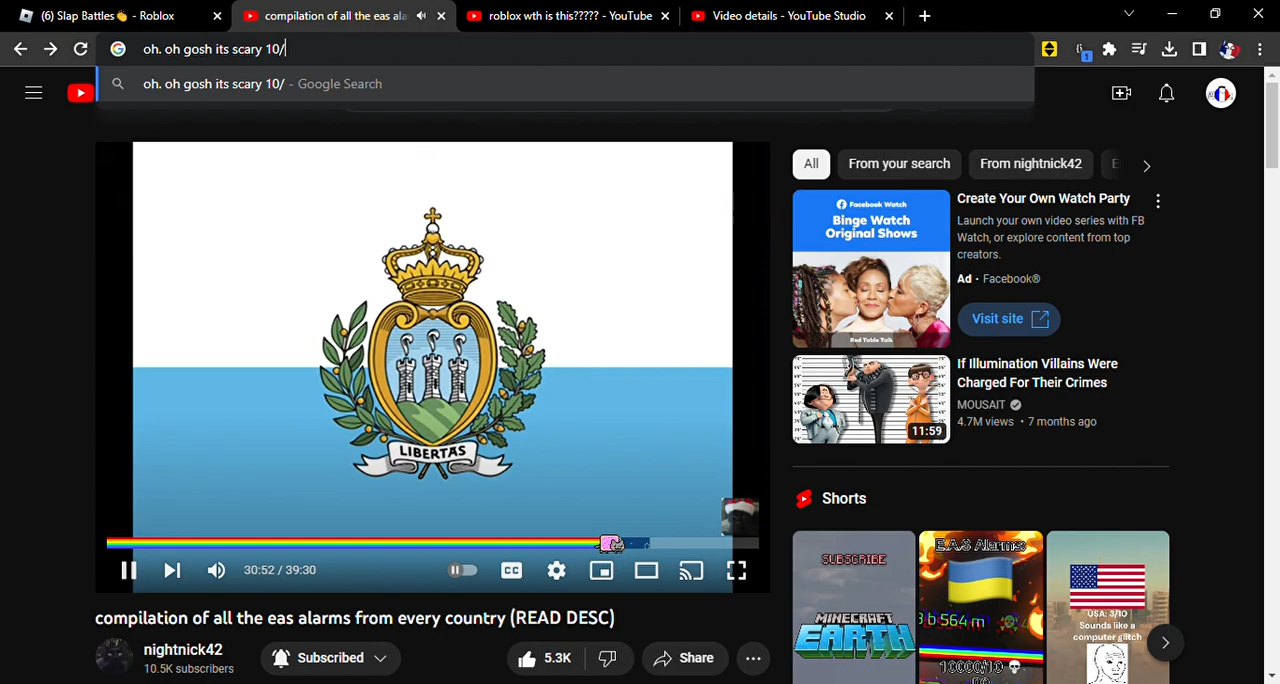 (6) Slap Battles👏 - Roblox
compilation of all the eas ala
roblox wth is this????? - YouTube
Video details - YouTube Studio
oh. oh gosh its scary 10/
oh. oh gosh its scary 10/ - Google Search
1
All
From your search
From nightnick42
Facebook Watch
Binge Watch
Original Shows
Red Table Talk
Create Your Own Watch Party
Launch your own video series with FB
Watch, or explore content from top
creators.
Ad · Facebook®
Visit site
LIBERTAS
If Illumination Villains Were
Charged For Their Crimes
MOUSAIT
4.7M views · 7 months ago
11:59
Shorts
30:52 / 39:30
CC
compilation of all the eas alarms from every country (READ DESC)
nightnick42
10.5K subscribers
Subscribed
5.3K
Share
SUBSCRIBE
MINECRAFT
EARTH
E.A.S Alarms:
b 564 m
10000/10 💀
USA: 3/10
Sounds like a
computer glitch